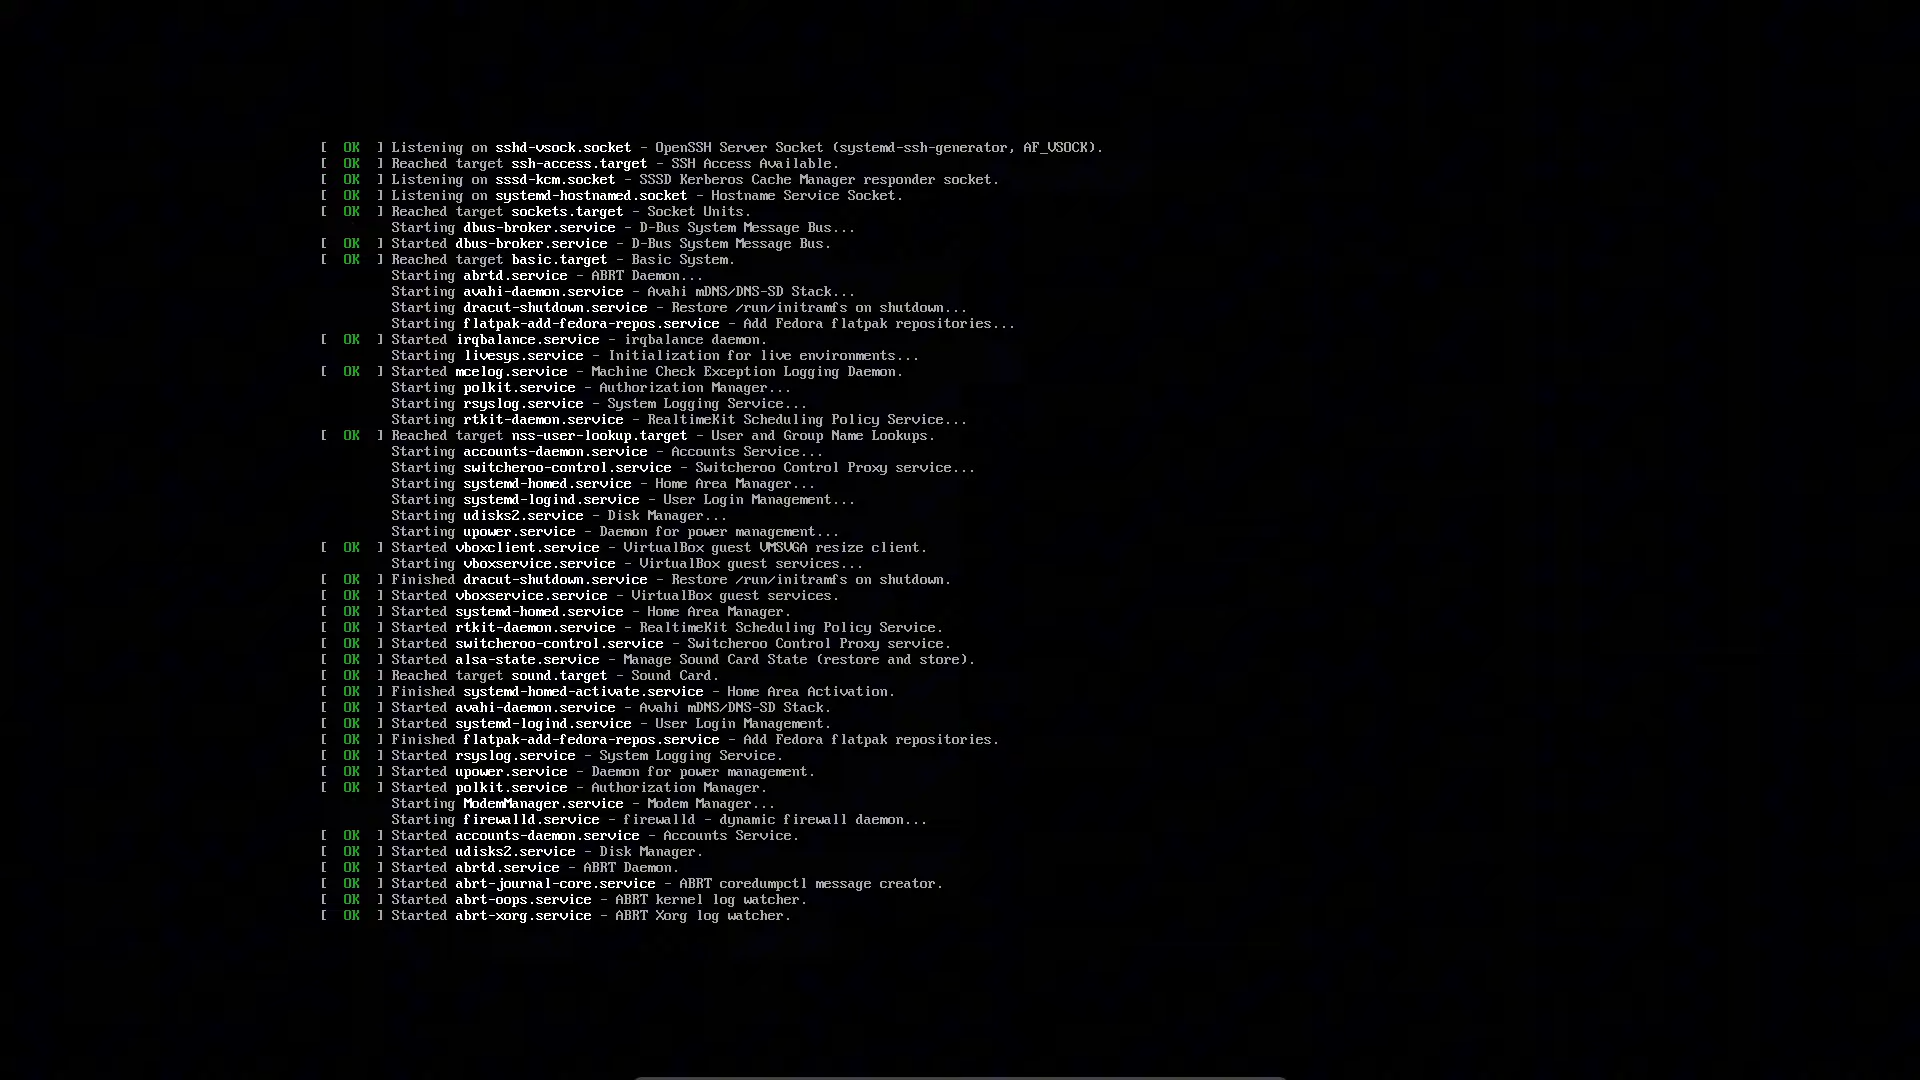 [  OK  ] Listening on sshd-vsock.socket - OpenSSH Server Socket (systemd-ssh-generator, AF_VSOCK).
[  OK  ] Reached target ssh-access.target - SSH Access Available.
[  OK  ] Listening on sssd-kcm.socket - SSSD Kerberos Cache Manager responder socket.
[  OK  ] Listening on systemd-hostnamed.socket - Hostname Service Socket.
[  OK  ] Reached target sockets.target - Socket Units.
Starting dbus-broker.service - D-Bus System Message Bus...
[  OK  ] Started dbus-broker.service - D-Bus System Message Bus.
[  OK  ] Reached target basic.target - Basic System.
Starting abrtd.service - ABRT Daemon...
Starting avahi-daemon.service - Avahi mDNS/DNS-SD Stack...
Starting dracut-shutdown.service - Restore /run/initramfs on shutdown...
Starting flatpak-add-fedora-repos.service - Add Fedora flatpak repositories...
[  OK  ] Started irqbalance.service - irqbalance daemon.
Starting livesys.service - Initialization for live environments...
[  OK  ] Started mcelog.service - Machine Check Exception Logging Daemon.
Starting polkit.service - Authorization Manager...
Starting rsyslog.service - System Logging Service...
Starting rtkit-daemon.service - RealtimeKit Scheduling Policy Service...
[  OK  ] Reached target nss-user-lookup.target - User and Group Name Lookups.
Starting accounts-daemon.service - Accounts Service...
Starting switcheroo-control.service - Switcheroo Control Proxy service...
Starting systemd-homed.service - Home Area Manager...
Starting systemd-logind.service - User Login Management...
Starting udisks2.service - Disk Manager...
Starting upower.service - Daemon for power management...
[  OK  ] Started vboxclient.service - VirtualBox guest VMSVGA resize client.
Starting vboxservice.service - VirtualBox guest services...
[  OK  ] Finished dracut-shutdown.service - Restore /run/initramfs on shutdown.
[  OK  ] Started vboxservice.service - VirtualBox guest services.
[  OK  ] Started systemd-homed.service - Home Area Manager.
[  OK  ] Started rtkit-daemon.service - RealtimeKit Scheduling Policy Service.
[  OK  ] Started switcheroo-control.service - Switcheroo Control Proxy service.
[  OK  ] Started alsa-state.service - Manage Sound Card State (restore and store).
[  OK  ] Reached target sound.target - Sound Card.
[  OK  ] Finished systemd-homed-activate.service - Home Area Activation.
[  OK  ] Started avahi-daemon.service - Avahi mDNS/DNS-SD Stack.
[  OK  ] Started systemd-logind.service - User Login Management.
[  OK  ] Finished flatpak-add-fedora-repos.service - Add Fedora flatpak repositories.
[  OK  ] Started rsyslog.service - System Logging Service.
[  OK  ] Started upower.service - Daemon for power management.
[  OK  ] Started polkit.service - Authorization Manager.
Starting ModemManager.service - Modem Manager...
Starting firewalld.service - firewalld - dynamic firewall daemon...
[  OK  ] Started accounts-daemon.service - Accounts Service.
[  OK  ] Started udisks2.service - Disk Manager.
[  OK  ] Started abrtd.service - ABRT Daemon.
[  OK  ] Started abrt-journal-core.service - ABRT coredumpctl message creator.
[  OK  ] Started abrt-oops.service - ABRT kernel log watcher.
[  OK  ] Started abrt-xorg.service - ABRT Xorg log watcher.